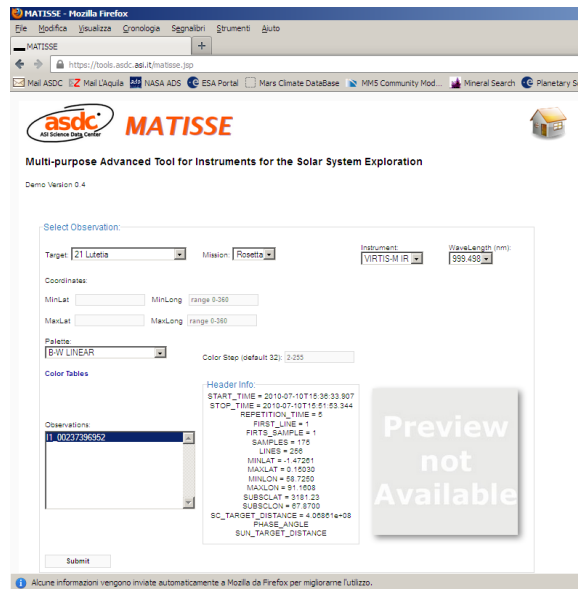 MATISSE - Mozilla Firefox
File Modifica Visualizza Cronologia Segnalibri Strumenti Aiuto
MATISSE +
https://tools.asdc.asi.it/matisse.jsp
Mail ASDC Mail L'Aquila NASA ADS ESA Portal Mars Climate DataBase MM5 Community Mod... Mineral Search Planetary S
asdc
ASI Science Data Center
MATISSE
Multi-purpose Advanced Tool for Instruments for the Solar System Exploration
Demo Version 0.4
Select Observation:
Target: 21 Lutetia Mission: Rosetta Instrument: VIRTIS-M IR WaveLength (nm): 999.498
Coordinates:
MinLat MinLong range 0-360
MaxLat MaxLong range 0-360
Palette:
B-W LINEAR Color Step (default 32): 2-255
Color Tables
Header Info:
START_TIME = 2010-07-10T15:36:33.907
STOP_TIME = 2010-07-10T15:51:53.344
REPETITION_TIME = 5
FIRST_LINE = 1
FIRTS_SAMPLE = 1
SAMPLES = 176
LINES = 256
MINLAT = -1.47261
MAXLAT = 0.15030
MINLON = 58.7250
MAXLON = 91.1608
SUBSCLAT = 3181.23
SUBSCLON = 67.8700
SC_TARGET_DISTANCE = 4.06861e+08
PHASE_ANGLE
SUN_TARGET_DISTANCE
Observations:
I1_00237396952
Preview
not
Available
Submit
Alcune informazioni vengono inviate automaticamente a Mozilla da Firefox per migliorarne l'utilizzo.